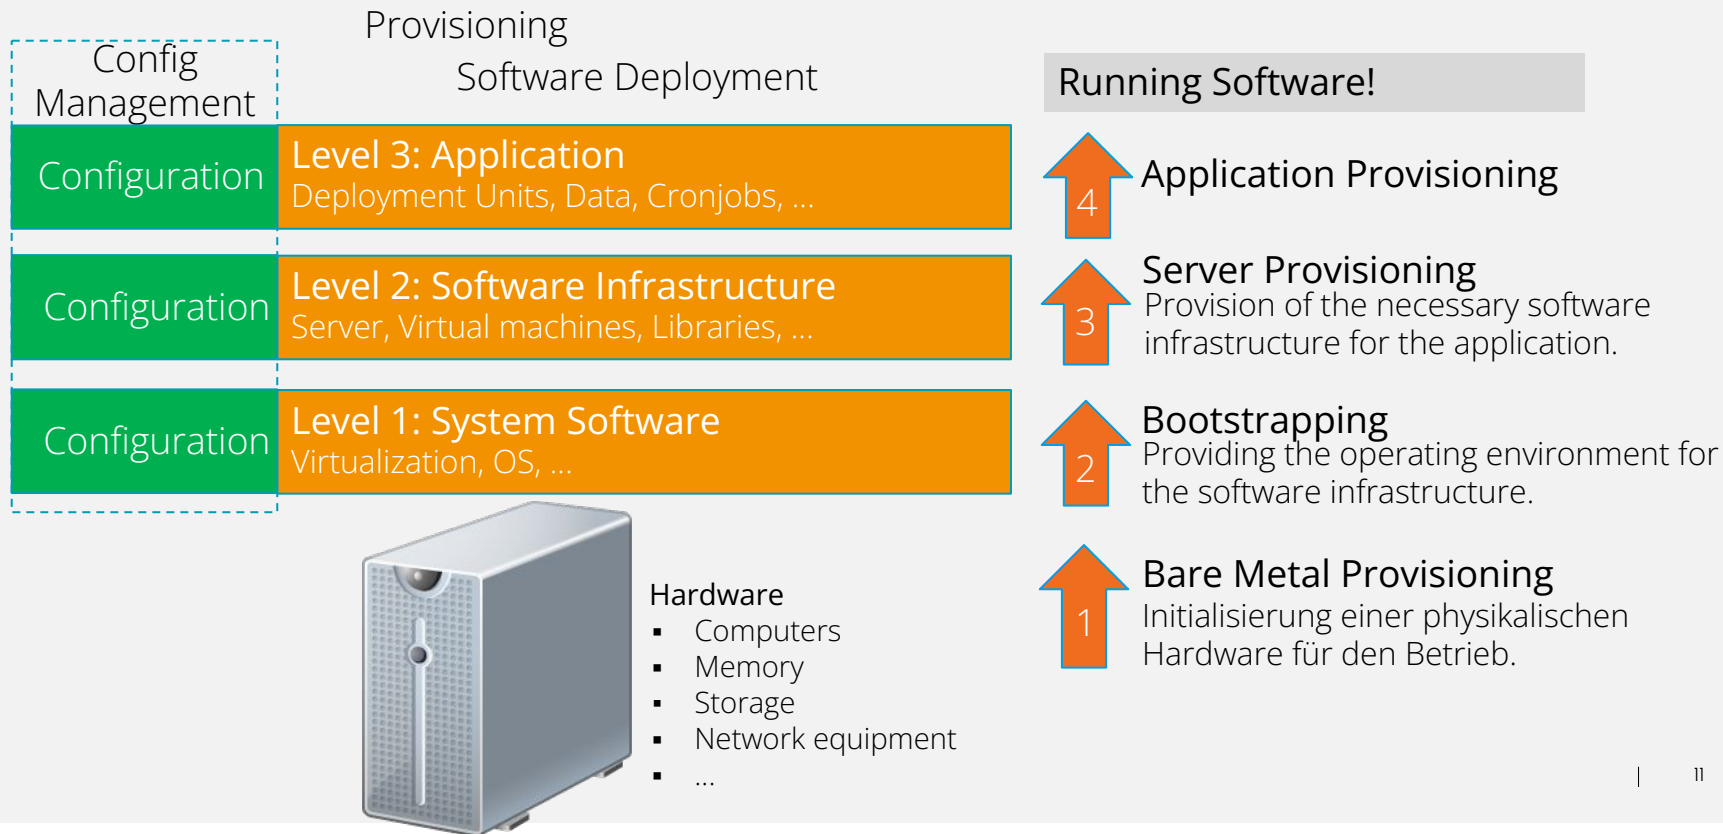 Provisioning
Config
Management
Software Deployment
Configuration
Level 3: Application
Deployment Units, Data, Cronjobs, ...
Configuration
Level 2: Software Infrastructure
Server, Virtual machines, Libraries, ...
Configuration
Level 1: System Software
Virtualization, OS, ...
Hardware
▪ Computers
▪ Memory
▪ Storage
▪ Network equipment
▪ ...
Running Software!
4
Application Provisioning
3
Server Provisioning
Provision of the necessary software
infrastructure for the application.
2
Bootstrapping
Providing the operating environment for
the software infrastructure.
1
Bare Metal Provisioning
Initialisierung einer physikalischen
Hardware für den Betrieb.
| 11